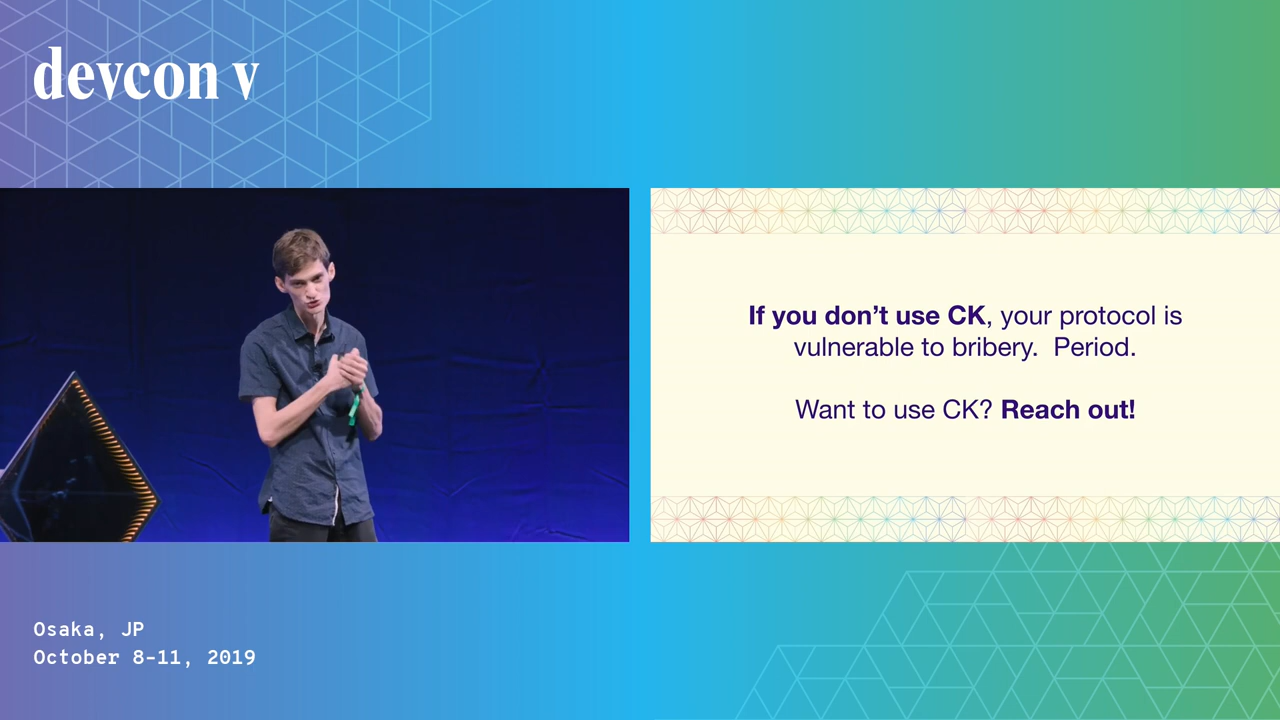 devcon v
If you don’t use CK, your protocol is
vulnerable to bribery.  Period.
Want to use CK? Reach out!
Osaka, JP
October 8-11, 2019